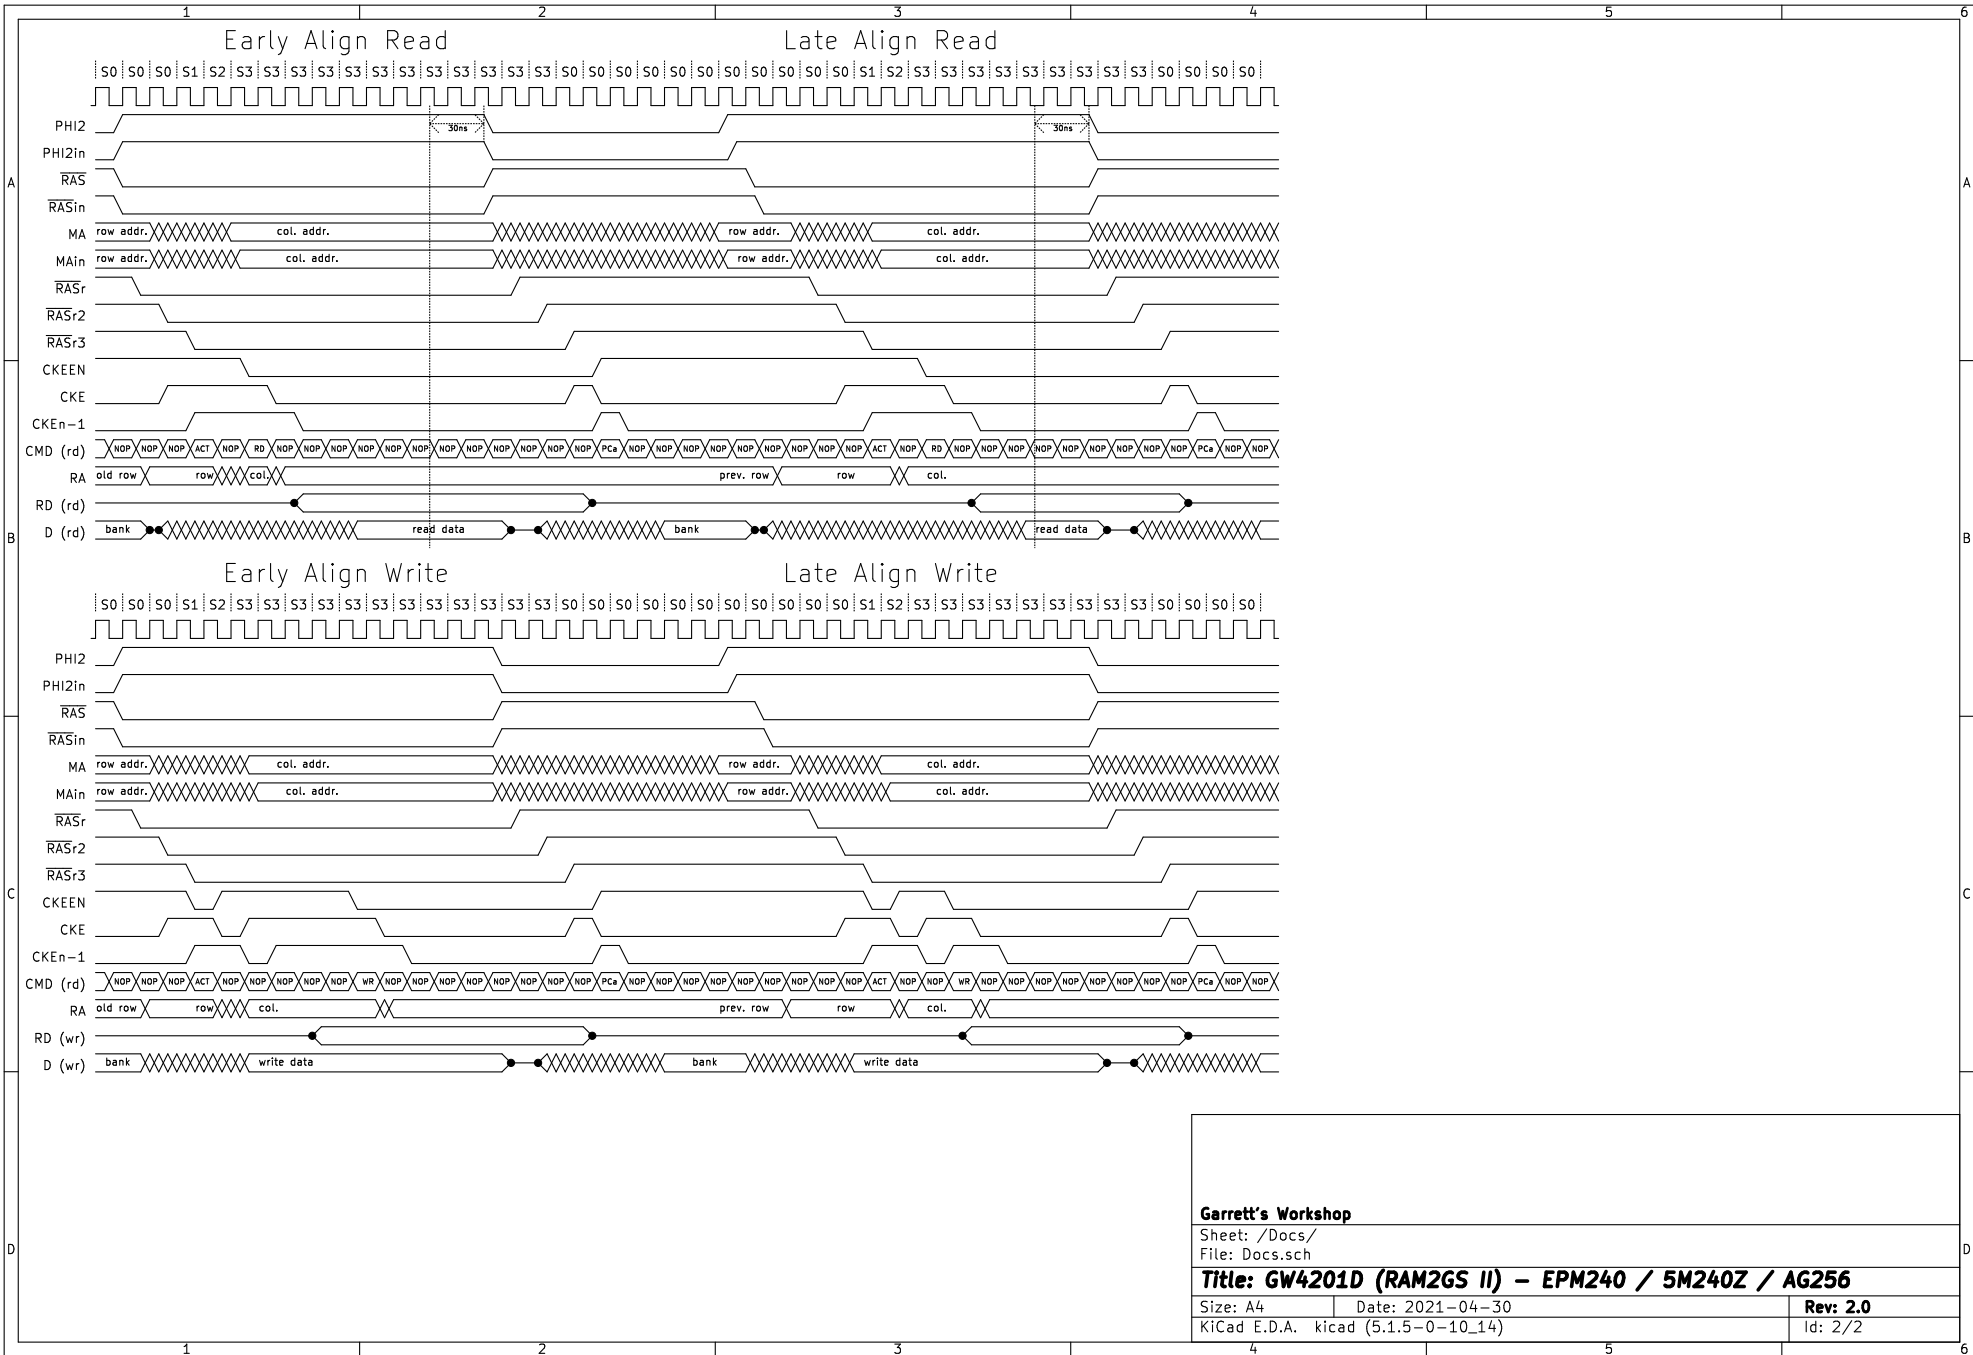 1 2 3 4 5 6
Early Align Read Late Align Read
S0 S0 S0 S1 S2 S3 S3 S3 S3 S3 S3 S3 S3 S3 S3 S3 S3 S0 S0 S0 S0 S0 S0 S0 S0 S0 S0 S0 S1 S2 S3 S3 S3 S3 S3 S3 S3 S3 S3 S0 S0 S0 S0
PHI2 30ns 30ns
PHI2in
RAS
A A
RASin
MA row addr. col. addr. row addr. col. addr.
MAin row addr. col. addr. row addr. col. addr.
RASr
RASr2
RASr3
CKEEN
CKE
CKEn-1
CMD (rd) NOP NOP NOP ACT NOP RD NOP NOP NOP NOP NOP NOP NOP NOP NOP NOP NOP NOP PCa NOP NOP NOP NOP NOP NOP NOP NOP NOP ACT NOP RD NOP NOP NOP NOP NOP NOP NOP NOP NOP PCa NOP NOP
RA old row row col. prev. row row col.
RD (rd)
D (rd) bank read data bank read data
B B
Early Align Write Late Align Write
S0 S0 S0 S1 S2 S3 S3 S3 S3 S3 S3 S3 S3 S3 S3 S3 S3 S0 S0 S0 S0 S0 S0 S0 S0 S0 S0 S0 S1 S2 S3 S3 S3 S3 S3 S3 S3 S3 S3 S0 S0 S0 S0
PHI2
PHI2in
RAS
RASin
MA row addr. col. addr. row addr. col. addr.
MAin row addr. col. addr. row addr. col. addr.
RASr
RASr2
RASr3
C C
CKEEN
CKE
CKEn-1
CMD (rd) NOP NOP NOP ACT NOP NOP NOP NOP NOP WR NOP NOP NOP NOP NOP NOP NOP NOP PCa NOP NOP NOP NOP NOP NOP NOP NOP NOP ACT NOP NOP WR NOP NOP NOP NOP NOP NOP NOP NOP PCa NOP NOP
RA old row row col. prev. row row col.
RD (wr)
D (wr) bank write data bank write data
Garrett's Workshop
Sheet: /Docs/
File: Docs.sch
D D
Title: GW4201D (RAM2GS II) – EPM240 / 5M240Z / AG256
Size: A4 Date: 2021-04-30 Rev: 2.0
KiCad E.D.A. kicad (5.1.5-0-10_14) Id: 2/2
1 2 3 4 5 6